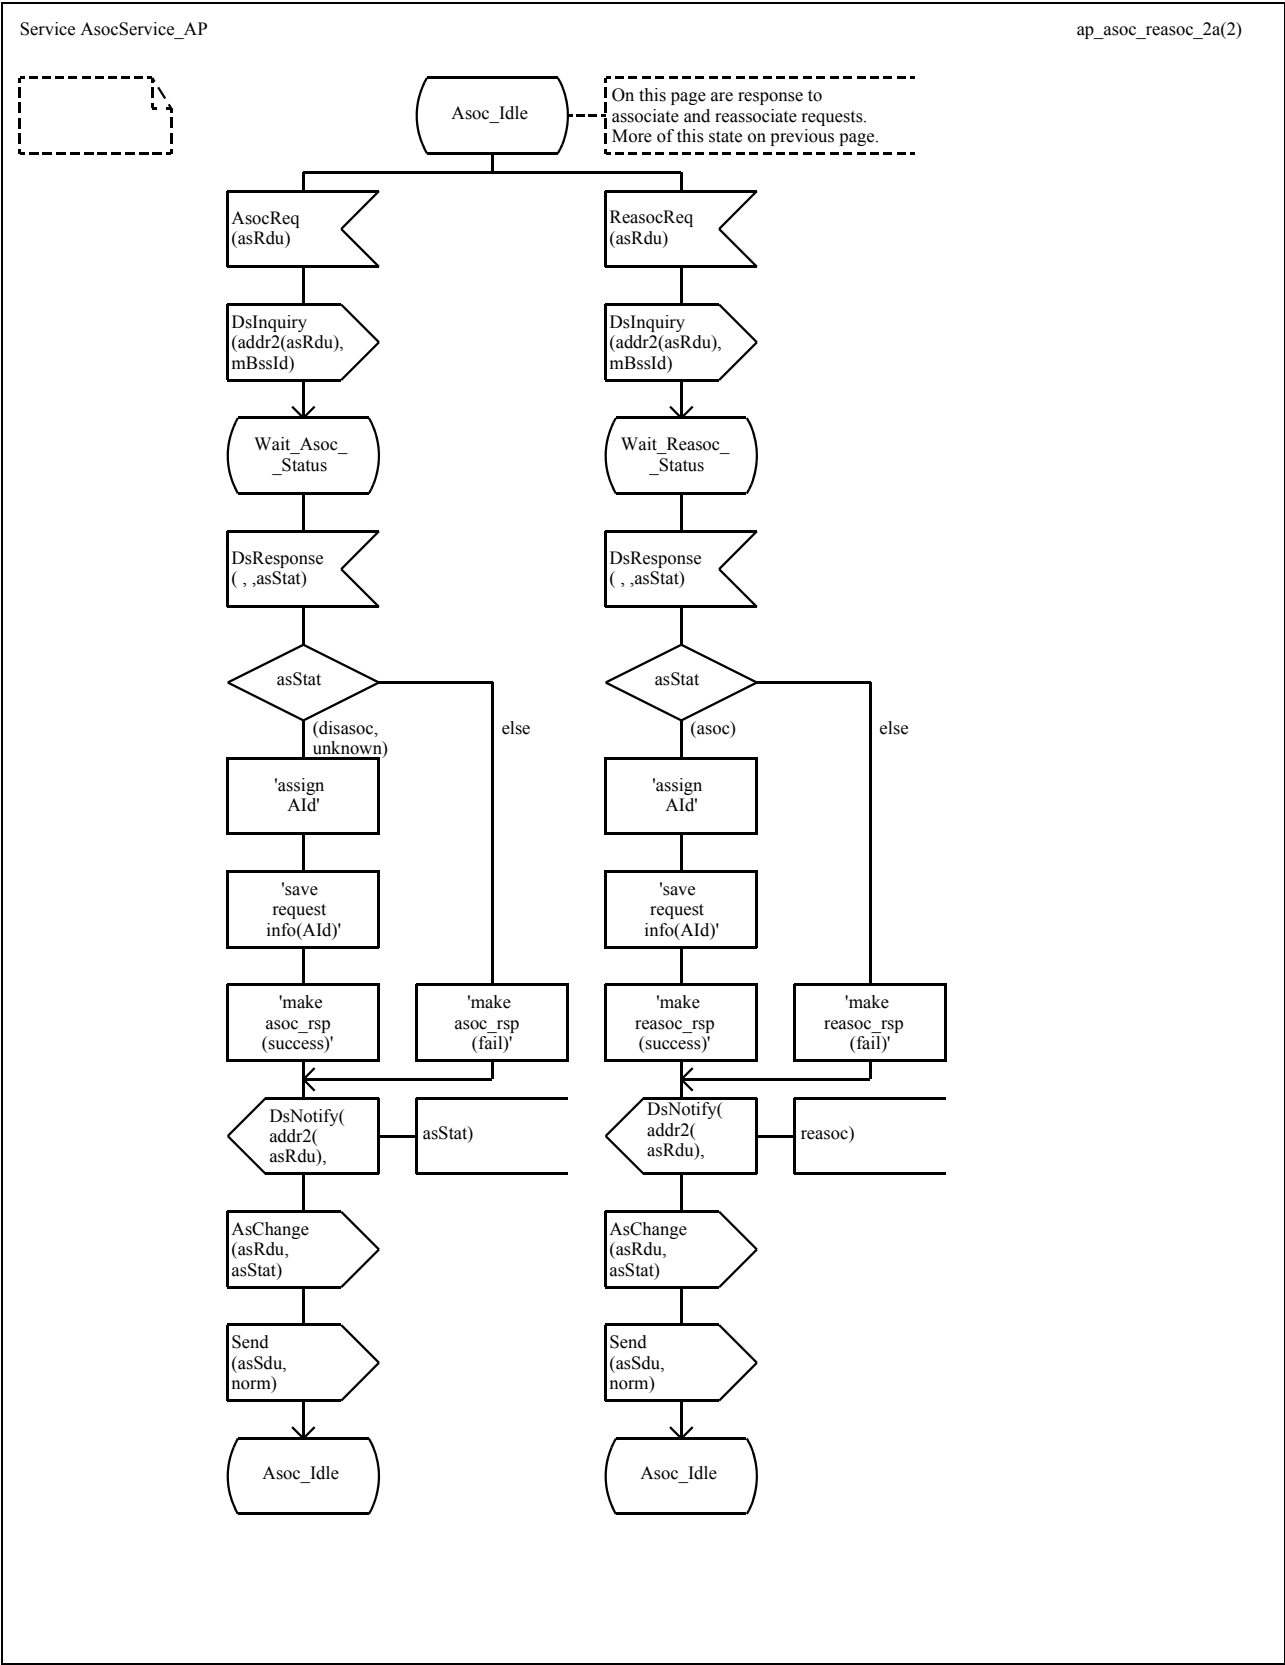 Service AsocService_AP
ap_asoc_reasoc_2a(2)
Asoc_Idle
On this page are response to
associate and reassociate requests.
More of this state on previous page.
AsocReq
(asRdu)
DsInquiry
(addr2(asRdu),
mBssId)
Wait_Asoc_
_Status
DsResponse
( , ,asStat)
asStat
(disasoc,
unknown)
else
'assign
AId'
'save
request
info(AId)'
'make
asoc_rsp
(success)'
'make
asoc_rsp
(fail)'
DsNotify(
addr2(
asRdu),
asStat)
AsChange
(asRdu,
asStat)
Send
(asSdu,
norm)
Asoc_Idle
ReasocReq
(asRdu)
DsInquiry
(addr2(asRdu),
mBssId)
Wait_Reasoc_
_Status
DsResponse
( , ,asStat)
asStat
(asoc)
else
'assign
AId'
'save
request
info(AId)'
'make
reasoc_rsp
(success)'
'make
reasoc_rsp
(fail)'
DsNotify(
addr2(
asRdu),
reasoc)
AsChange
(asRdu,
asStat)
Send
(asSdu,
norm)
Asoc_Idle